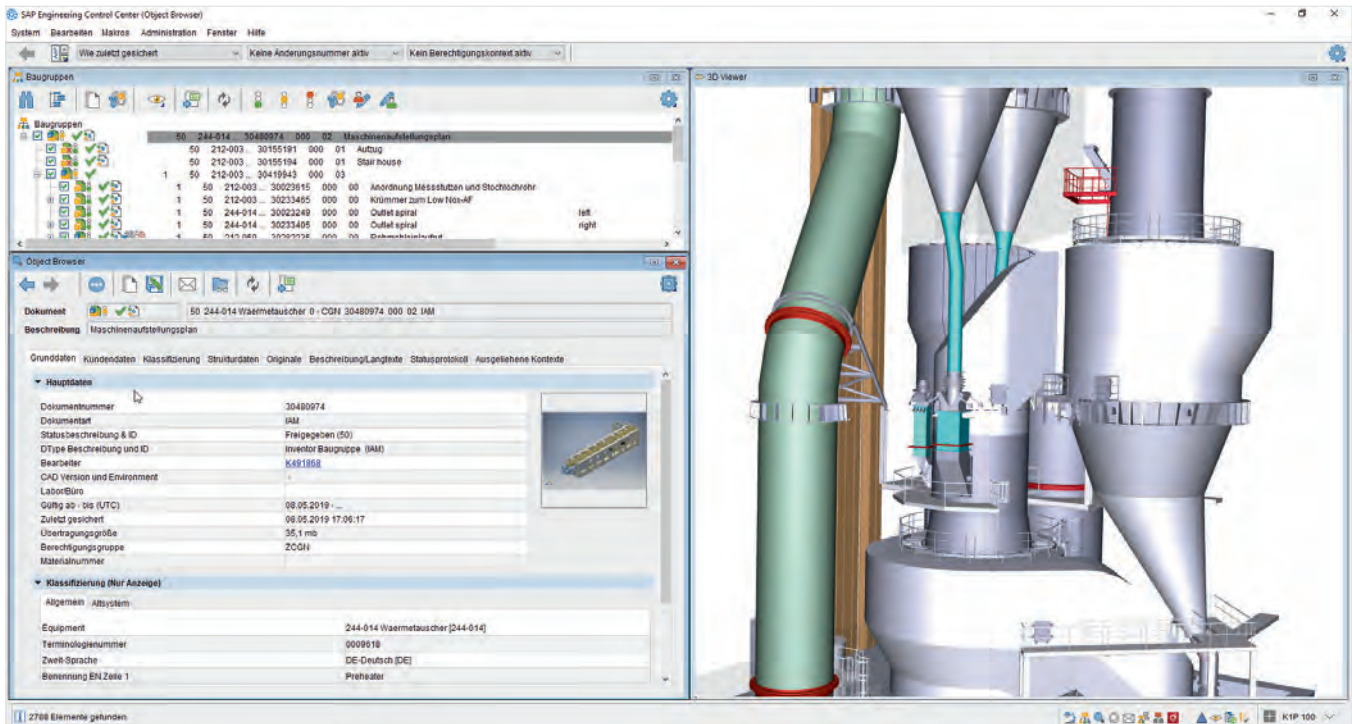 SAP Engineering Control Center (Object Browser)
System Bearbeiten Makros Administration Fenster Hilfe
Wie zuletzt gesichert Keine Änderungsnummer aktiv Kein Berechtigungskontext aktiv
Baugruppen
3D Viewer
Baugruppen
50 244-014... 30480974 000 02 Maschinenaufstellungsplan
50 212-003... 30155191 000 01 Aufzug
50 212-003... 30155194 000 01 Stair house
1 50 212-003... 30419943 000 03
1 50 212-003... 30023615 000 00 Anordnung Messstutzen und Stochlochrohr
1 50 212-003... 30233465 000 00 Krümmer zum Low Nox-AF
1 50 244-014... 30023249 000 00 Outlet spiral left
1 50 244-014... 30233405 000 00 Outlet spiral right
Object Browser
Dokument 50 244-014 Waermetauscher 0 - CGN 30480974 000 02 IAM
Beschreibung Maschinenaufstellungsplan
Grunddaten Kundendaten Klassifizierung Strukturdaten Originale Beschreibung/Langtexte Statusprotokoll Ausgeliehene Kontexte
Hauptdaten
Dokumentnummer 30480974
Dokumentart IAM
Statusbeschreibung & ID Freigegeben (50)
DType Beschreibung und ID Inventor Baugruppe (IAM)
Bearbeiter K491868
CAD Version und Environment -
Labor/Büro
Gültig ab - bis (UTC) 08.05.2019 - ...
Zuletzt gesichert 06.05.2019 17:06:17
Übertragungsgröße 35,1 mb
Berechtigungsgruppe ZCGN
Materialnummer
Klassifizierung (Nur Anzeige)
Allgemein Altsystem
Equipment 244-014 Waermetauscher [244-014]
Terminologienummer 0009618
Zweit-Sprache DE-Deutsch [DE]
Benennung EN Zeile 1 Preheater
2788 Elemente gefunden K1P 100